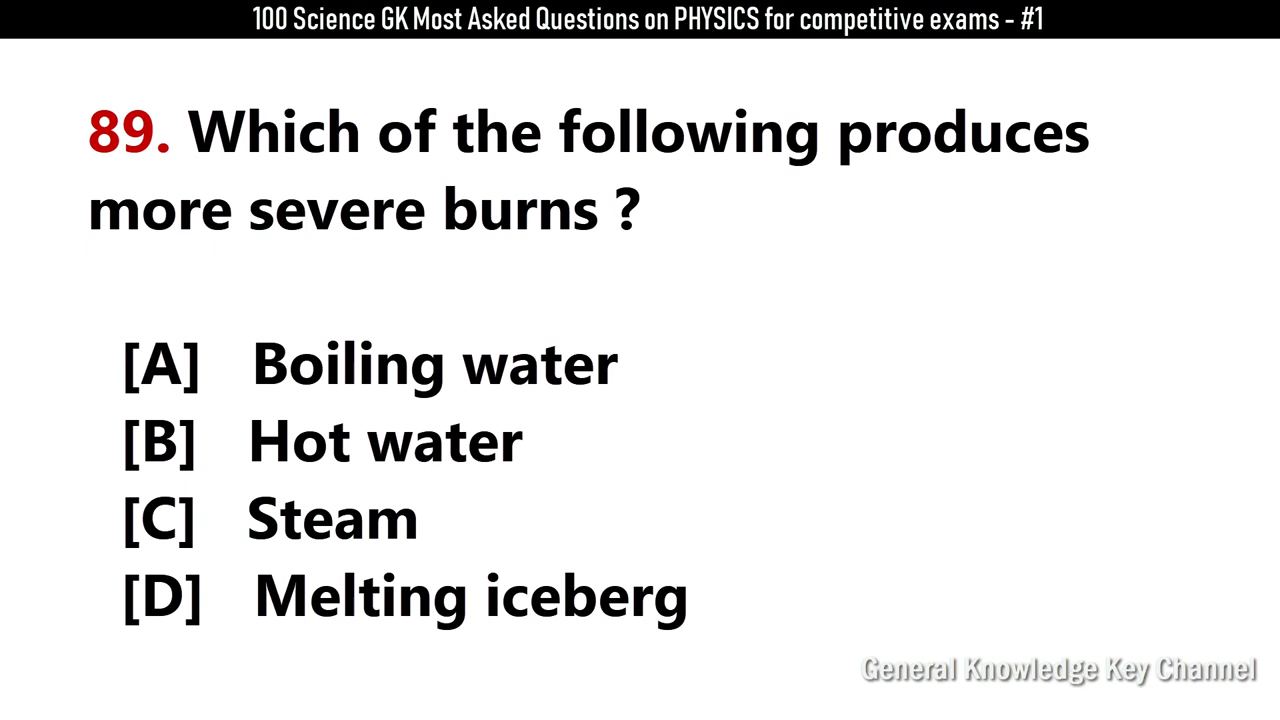 100 Science GK Most Asked Questions on PHYSICS for competitive exams - #1
89. Which of the following produces
more severe burns ?
[A] Boiling water
[B] Hot water
[C] Steam
[D] Melting iceberg
General Knowledge Key Channel